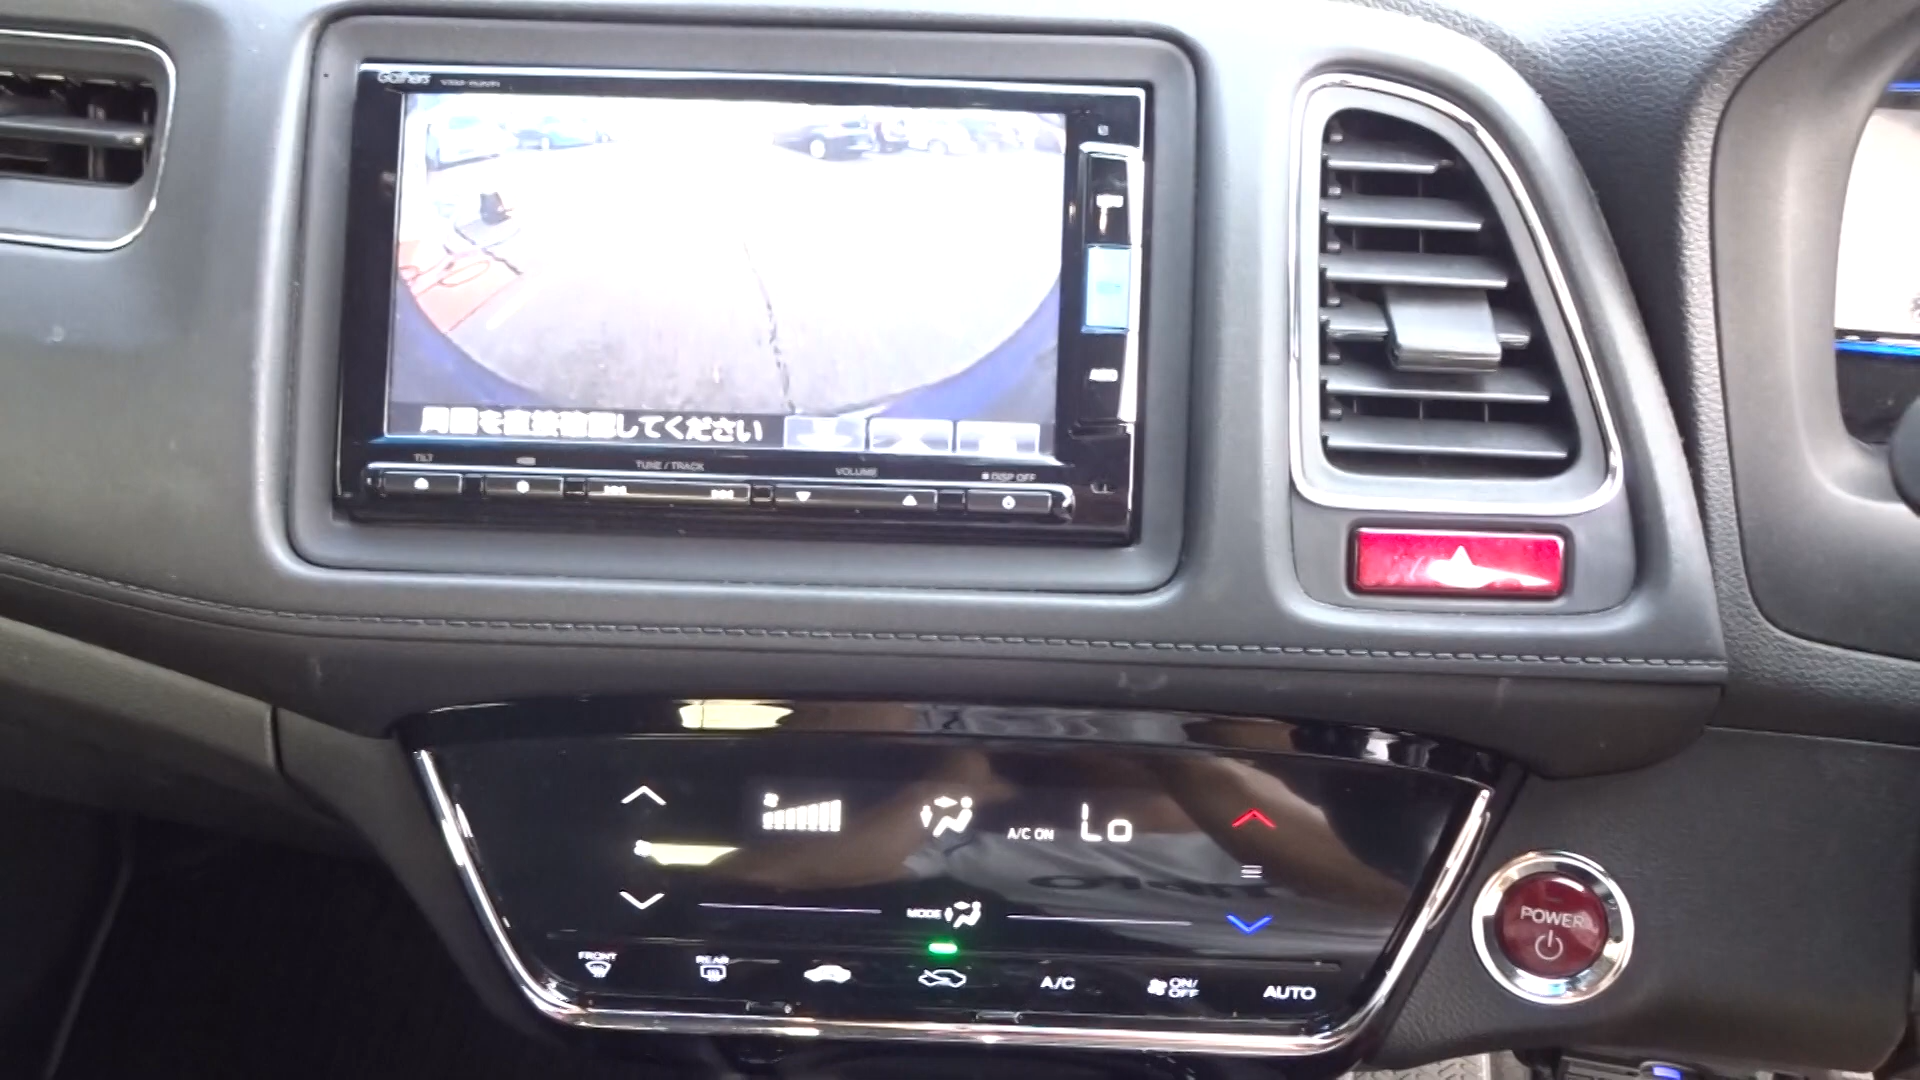 Gathers
周囲を直接確認してください
TILT
TUNE / TRACK
VOLUME
DISP OFF
A/C ON
Lo
MODE
FRONT
REAR
A/C
ON/
OFF
AUTO
POWER